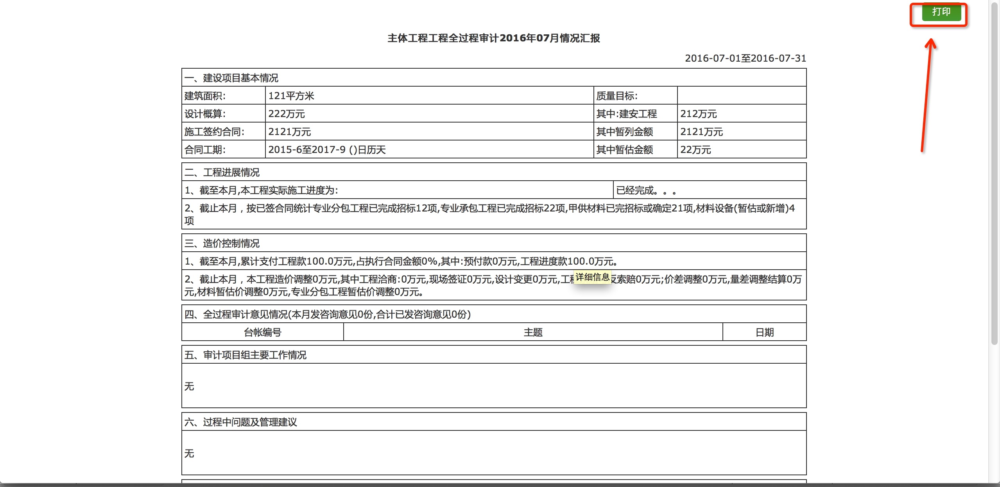 打印
主体工程工程全过程审计2016年07月情况汇报
2016-07-01至2016-07-31
一、建设项目基本情况
建筑面积: 121平方米 质量目标:
设计概算: 222万元 其中:建安工程 212万元
施工签约合同: 2121万元 其中暂列金额 2121万元
合同工期: 2015-6至2017-9 ()日历天 其中暂估金额 22万元
二、工程进展情况
1、截至本月,本工程实际施工进度为: 已经完成。。。
2、截止本月，按已签合同统计专业分包工程已完成招标12项,专业承包工程已完成招标22项,甲供材料已完招标或确定21项,材料设备(暂估或新增)4
项
三、造价控制情况
1、截至本月,累计支付工程款100.0万元,占执行合同金额0%,其中:预付款0万元,工程进度款100.0万元。
2、截止本月，本工程造价调整0万元,其中工程洽商:0万元,现场签证0万元,设计变更0万元,工程 详细信息 反索赔0万元;价差调整0万元,量差调整结算0万
元,材料暂估价调整0万元,专业分包工程暂估价调整0万元。
四、全过程审计意见情况(本月发咨询意见0份,合计已发咨询意见0份)
台帐编号 主题 日期
五、审计项目组主要工作情况
无
六、过程中问题及管理建议
无